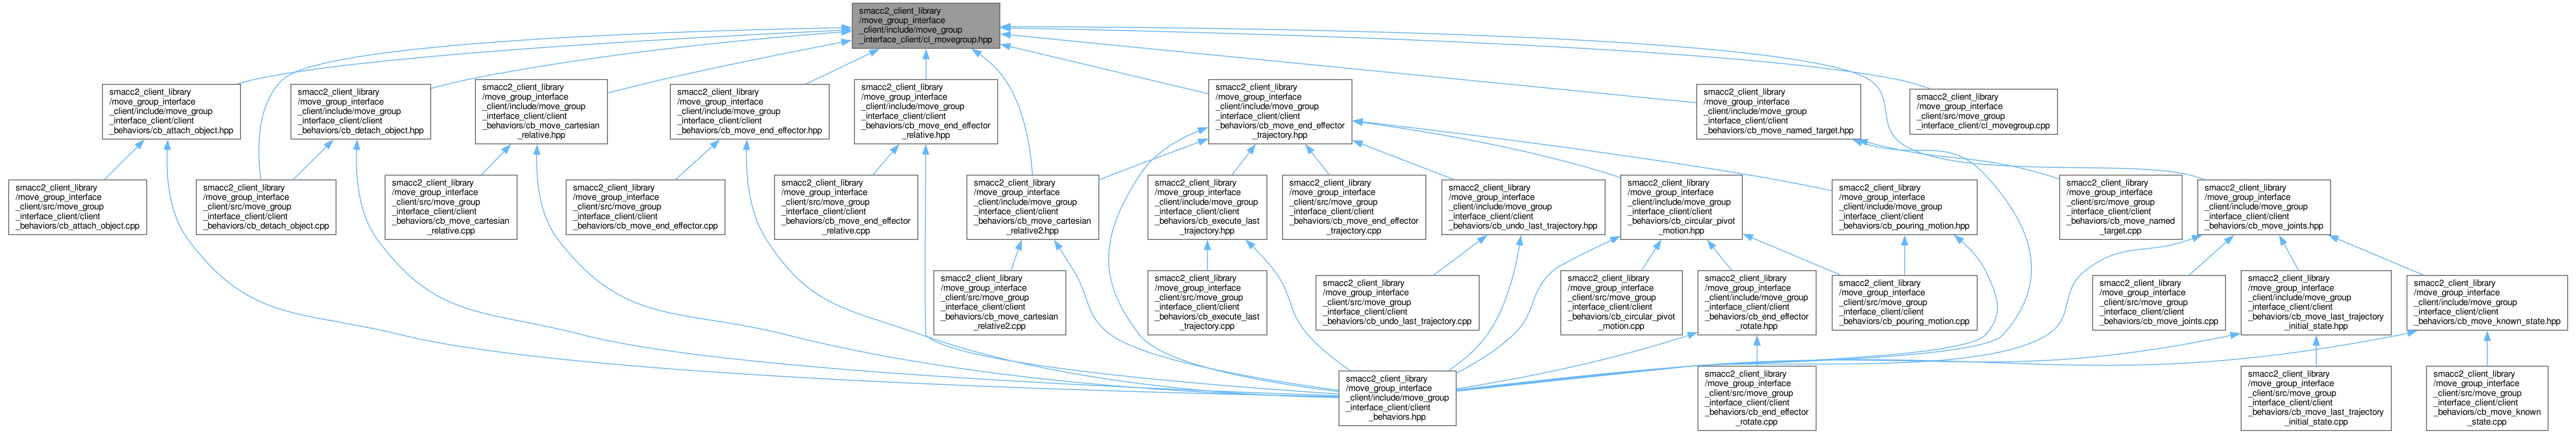 smacc2_client_library
/move_group_interface
_client/include/move_group
_interface_client/cl_movegroup.hpp
smacc2_client_library
/move_group_interface
_client/include/move_group
_interface_client/client
_behaviors/cb_attach_object.hpp
smacc2_client_library
/move_group_interface
_client/include/move_group
_interface_client/client
_behaviors/cb_detach_object.hpp
smacc2_client_library
/move_group_interface
_client/include/move_group
_interface_client/client
_behaviors/cb_move_cartesian
_relative.hpp
smacc2_client_library
/move_group_interface
_client/include/move_group
_interface_client/client
_behaviors/cb_move_end_effector.hpp
smacc2_client_library
/move_group_interface
_client/include/move_group
_interface_client/client
_behaviors/cb_move_end_effector
_relative.hpp
smacc2_client_library
/move_group_interface
_client/include/move_group
_interface_client/client
_behaviors/cb_move_end_effector
_trajectory.hpp
smacc2_client_library
/move_group_interface
_client/include/move_group
_interface_client/client
_behaviors/cb_move_named_target.hpp
smacc2_client_library
/move_group_interface
_client/src/move_group
_interface_client/cl_movegroup.cpp
smacc2_client_library
/move_group_interface
_client/src/move_group
_interface_client/client
_behaviors/cb_attach_object.cpp
smacc2_client_library
/move_group_interface
_client/src/move_group
_interface_client/client
_behaviors/cb_detach_object.cpp
smacc2_client_library
/move_group_interface
_client/src/move_group
_interface_client/client
_behaviors/cb_move_cartesian
_relative.cpp
smacc2_client_library
/move_group_interface
_client/src/move_group
_interface_client/client
_behaviors/cb_move_end_effector.cpp
smacc2_client_library
/move_group_interface
_client/src/move_group
_interface_client/client
_behaviors/cb_move_end_effector
_relative.cpp
smacc2_client_library
/move_group_interface
_client/include/move_group
_interface_client/client
_behaviors/cb_move_cartesian
_relative2.hpp
smacc2_client_library
/move_group_interface
_client/include/move_group
_interface_client/client
_behaviors/cb_execute_last
_trajectory.hpp
smacc2_client_library
/move_group_interface
_client/src/move_group
_interface_client/client
_behaviors/cb_move_end_effector
_trajectory.cpp
smacc2_client_library
/move_group_interface
_client/include/move_group
_interface_client/client
_behaviors/cb_undo_last_trajectory.hpp
smacc2_client_library
/move_group_interface
_client/include/move_group
_interface_client/client
_behaviors/cb_circular_pivot
_motion.hpp
smacc2_client_library
/move_group_interface
_client/include/move_group
_interface_client/client
_behaviors/cb_pouring_motion.hpp
smacc2_client_library
/move_group_interface
_client/src/move_group
_interface_client/client
_behaviors/cb_move_named
_target.cpp
smacc2_client_library
/move_group_interface
_client/include/move_group
_interface_client/client
_behaviors/cb_move_joints.hpp
smacc2_client_library
/move_group_interface
_client/src/move_group
_interface_client/client
_behaviors/cb_move_cartesian
_relative2.cpp
smacc2_client_library
/move_group_interface
_client/src/move_group
_interface_client/client
_behaviors/cb_execute_last
_trajectory.cpp
smacc2_client_library
/move_group_interface
_client/src/move_group
_interface_client/client
_behaviors/cb_undo_last_trajectory.cpp
smacc2_client_library
/move_group_interface
_client/src/move_group
_interface_client/client
_behaviors/cb_circular_pivot
_motion.cpp
smacc2_client_library
/move_group_interface
_client/include/move_group
_interface_client/client
_behaviors/cb_end_effector
_rotate.hpp
smacc2_client_library
/move_group_interface
_client/src/move_group
_interface_client/client
_behaviors/cb_pouring_motion.cpp
smacc2_client_library
/move_group_interface
_client/src/move_group
_interface_client/client
_behaviors/cb_move_joints.cpp
smacc2_client_library
/move_group_interface
_client/include/move_group
_interface_client/client
_behaviors/cb_move_last_trajectory
_initial_state.hpp
smacc2_client_library
/move_group_interface
_client/include/move_group
_interface_client/client
_behaviors/cb_move_known_state.hpp
smacc2_client_library
/move_group_interface
_client/include/move_group
_interface_client/client
_behaviors.hpp
smacc2_client_library
/move_group_interface
_client/src/move_group
_interface_client/client
_behaviors/cb_end_effector
_rotate.cpp
smacc2_client_library
/move_group_interface
_client/src/move_group
_interface_client/client
_behaviors/cb_move_last_trajectory
_initial_state.cpp
smacc2_client_library
/move_group_interface
_client/src/move_group
_interface_client/client
_behaviors/cb_move_known
_state.cpp